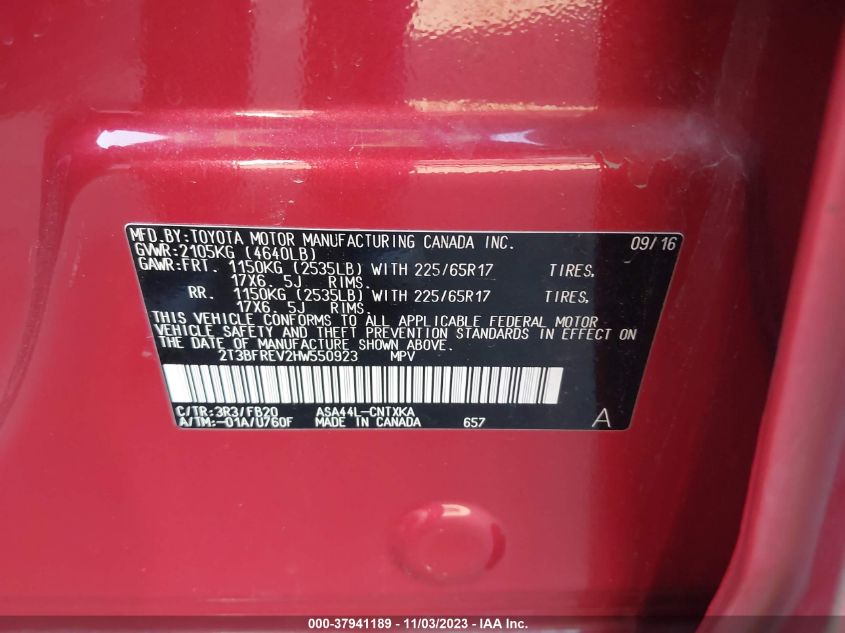 MFD.BY:TOYOTA MOTOR MANUFACTURING CANADA INC. 09/16
GVWR:2105KG (4640LB)
GAWR:FRT. 1150KG (2535LB) WITH 225/65R17 TIRES,
17X6. 5J RIMS.
RR. 1150KG (2535LB) WITH 225/65R17 TIRES,
17X6. 5J RIMS.
THIS VEHICLE CONFORMS TO ALL APPLICABLE FEDERAL MOTOR
VEHICLE SAFETY AND THEFT PREVENTION STANDARDS IN EFFECT ON
THE DATE OF MANUFACTURE SHOWN ABOVE.
2T3BFREV2HW550923 MPV
C/TR:3R3/FB20 ASA44L-CNTXKA
A/TM:-01A/U760F MADE IN CANADA 657 A
000-37941189 - 11/03/2023 - IAA Inc.